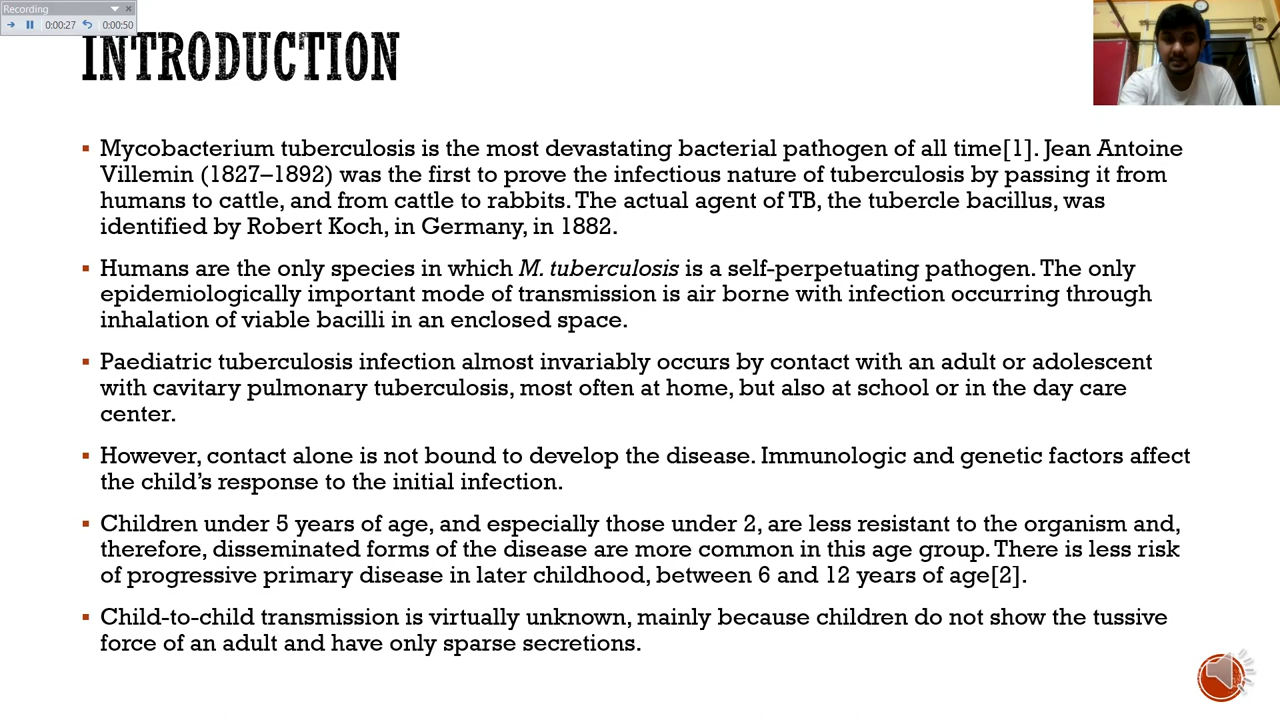 Recording
0:00:27 0:00:50
INTRODUCTION
Mycobacterium tuberculosis is the most devastating bacterial pathogen of all time[1]. Jean Antoine
Villemin (1827–1892) was the first to prove the infectious nature of tuberculosis by passing it from
humans to cattle, and from cattle to rabbits. The actual agent of TB, the tubercle bacillus, was
identified by Robert Koch, in Germany, in 1882.
Humans are the only species in which M. tuberculosis is a self-perpetuating pathogen. The only
epidemiologically important mode of transmission is air borne with infection occurring through
inhalation of viable bacilli in an enclosed space.
Paediatric tuberculosis infection almost invariably occurs by contact with an adult or adolescent
with cavitary pulmonary tuberculosis, most often at home, but also at school or in the day care
center.
However, contact alone is not bound to develop the disease. Immunologic and genetic factors affect
the child's response to the initial infection.
Children under 5 years of age, and especially those under 2, are less resistant to the organism and,
therefore, disseminated forms of the disease are more common in this age group. There is less risk
of progressive primary disease in later childhood, between 6 and 12 years of age[2].
Child-to-child transmission is virtually unknown, mainly because children do not show the tussive
force of an adult and have only sparse secretions.